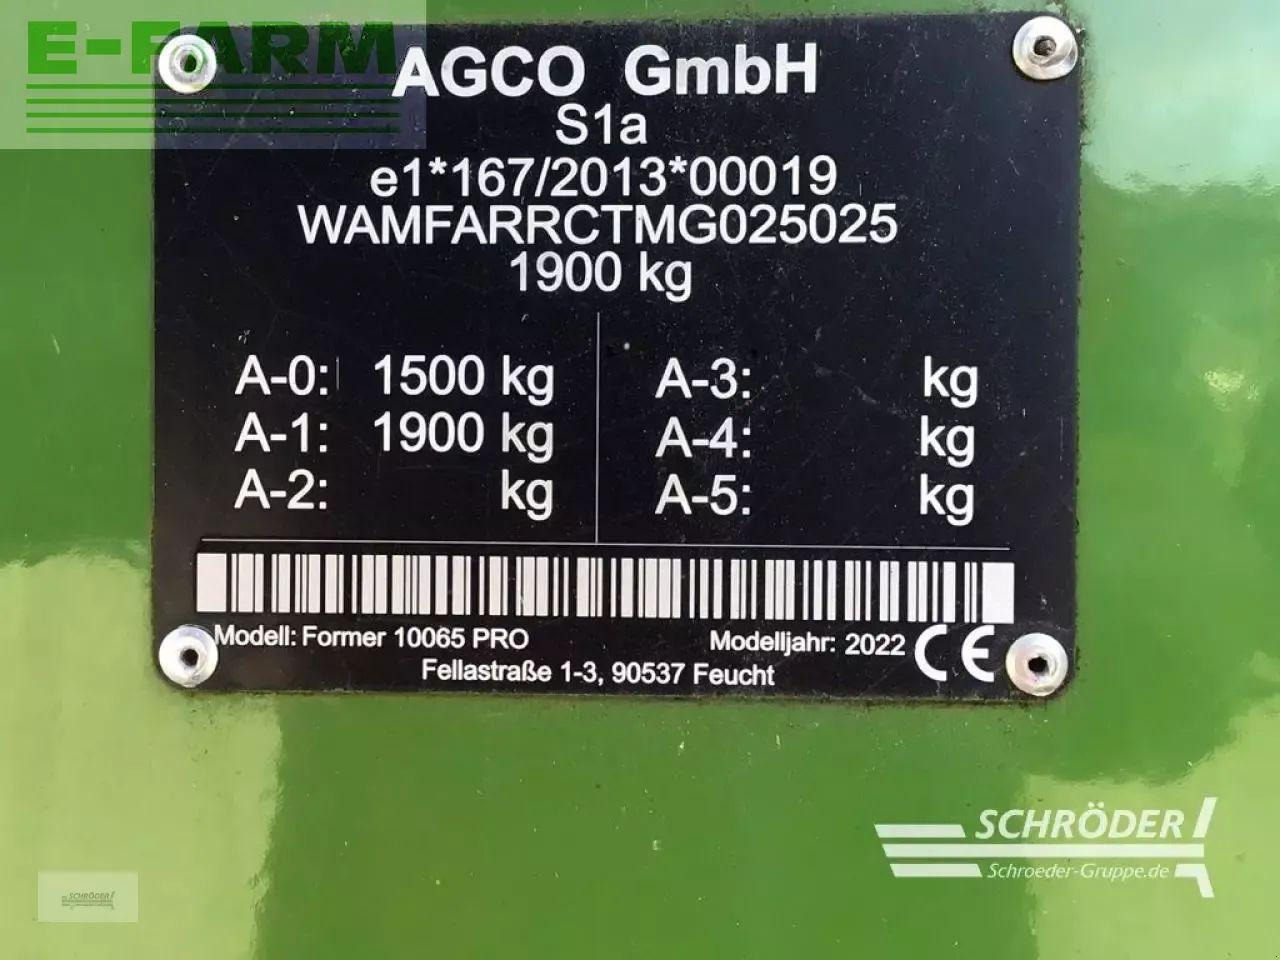 E-FARM
AGCO GmbH
S1a
e1*167/2013*00019
WAMFARRCTMG025025
1900 kg
A-0: 1500 kg
A-1: 1900 kg
A-2: kg
A-3: kg
A-4: kg
A-5: kg
Modell: Former 10065 PRO
Modelljahr: 2022
CE
Fellastraße 1-3, 90537 Feucht
SCHRÖDER
Schroeder-Gruppe.de
SCHRÖDER